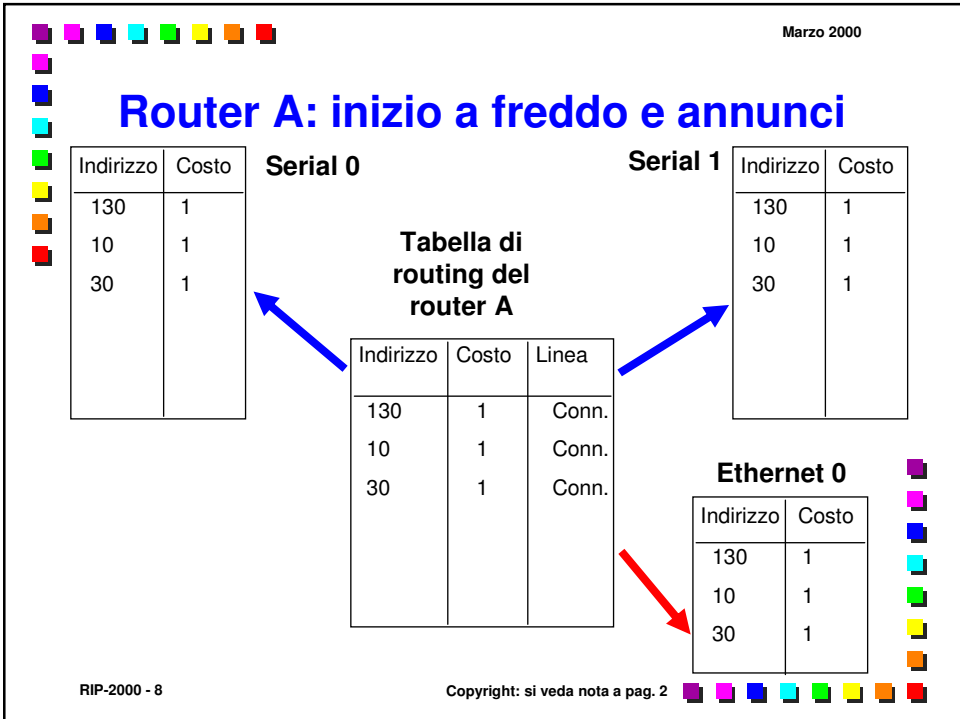 Marzo 2000
Router A: inizio a freddo e annunci
Serial 0
Indirizzo Costo
130 1
10 1
30 1
Serial 1
Indirizzo Costo
130 1
10 1
30 1
Tabella di
routing del
router A
Indirizzo Costo Linea
130 1 Conn.
10 1 Conn.
30 1 Conn.
Ethernet 0
Indirizzo Costo
130 1
10 1
30 1
RIP-2000 - 8
Copyright: si veda nota a pag. 2